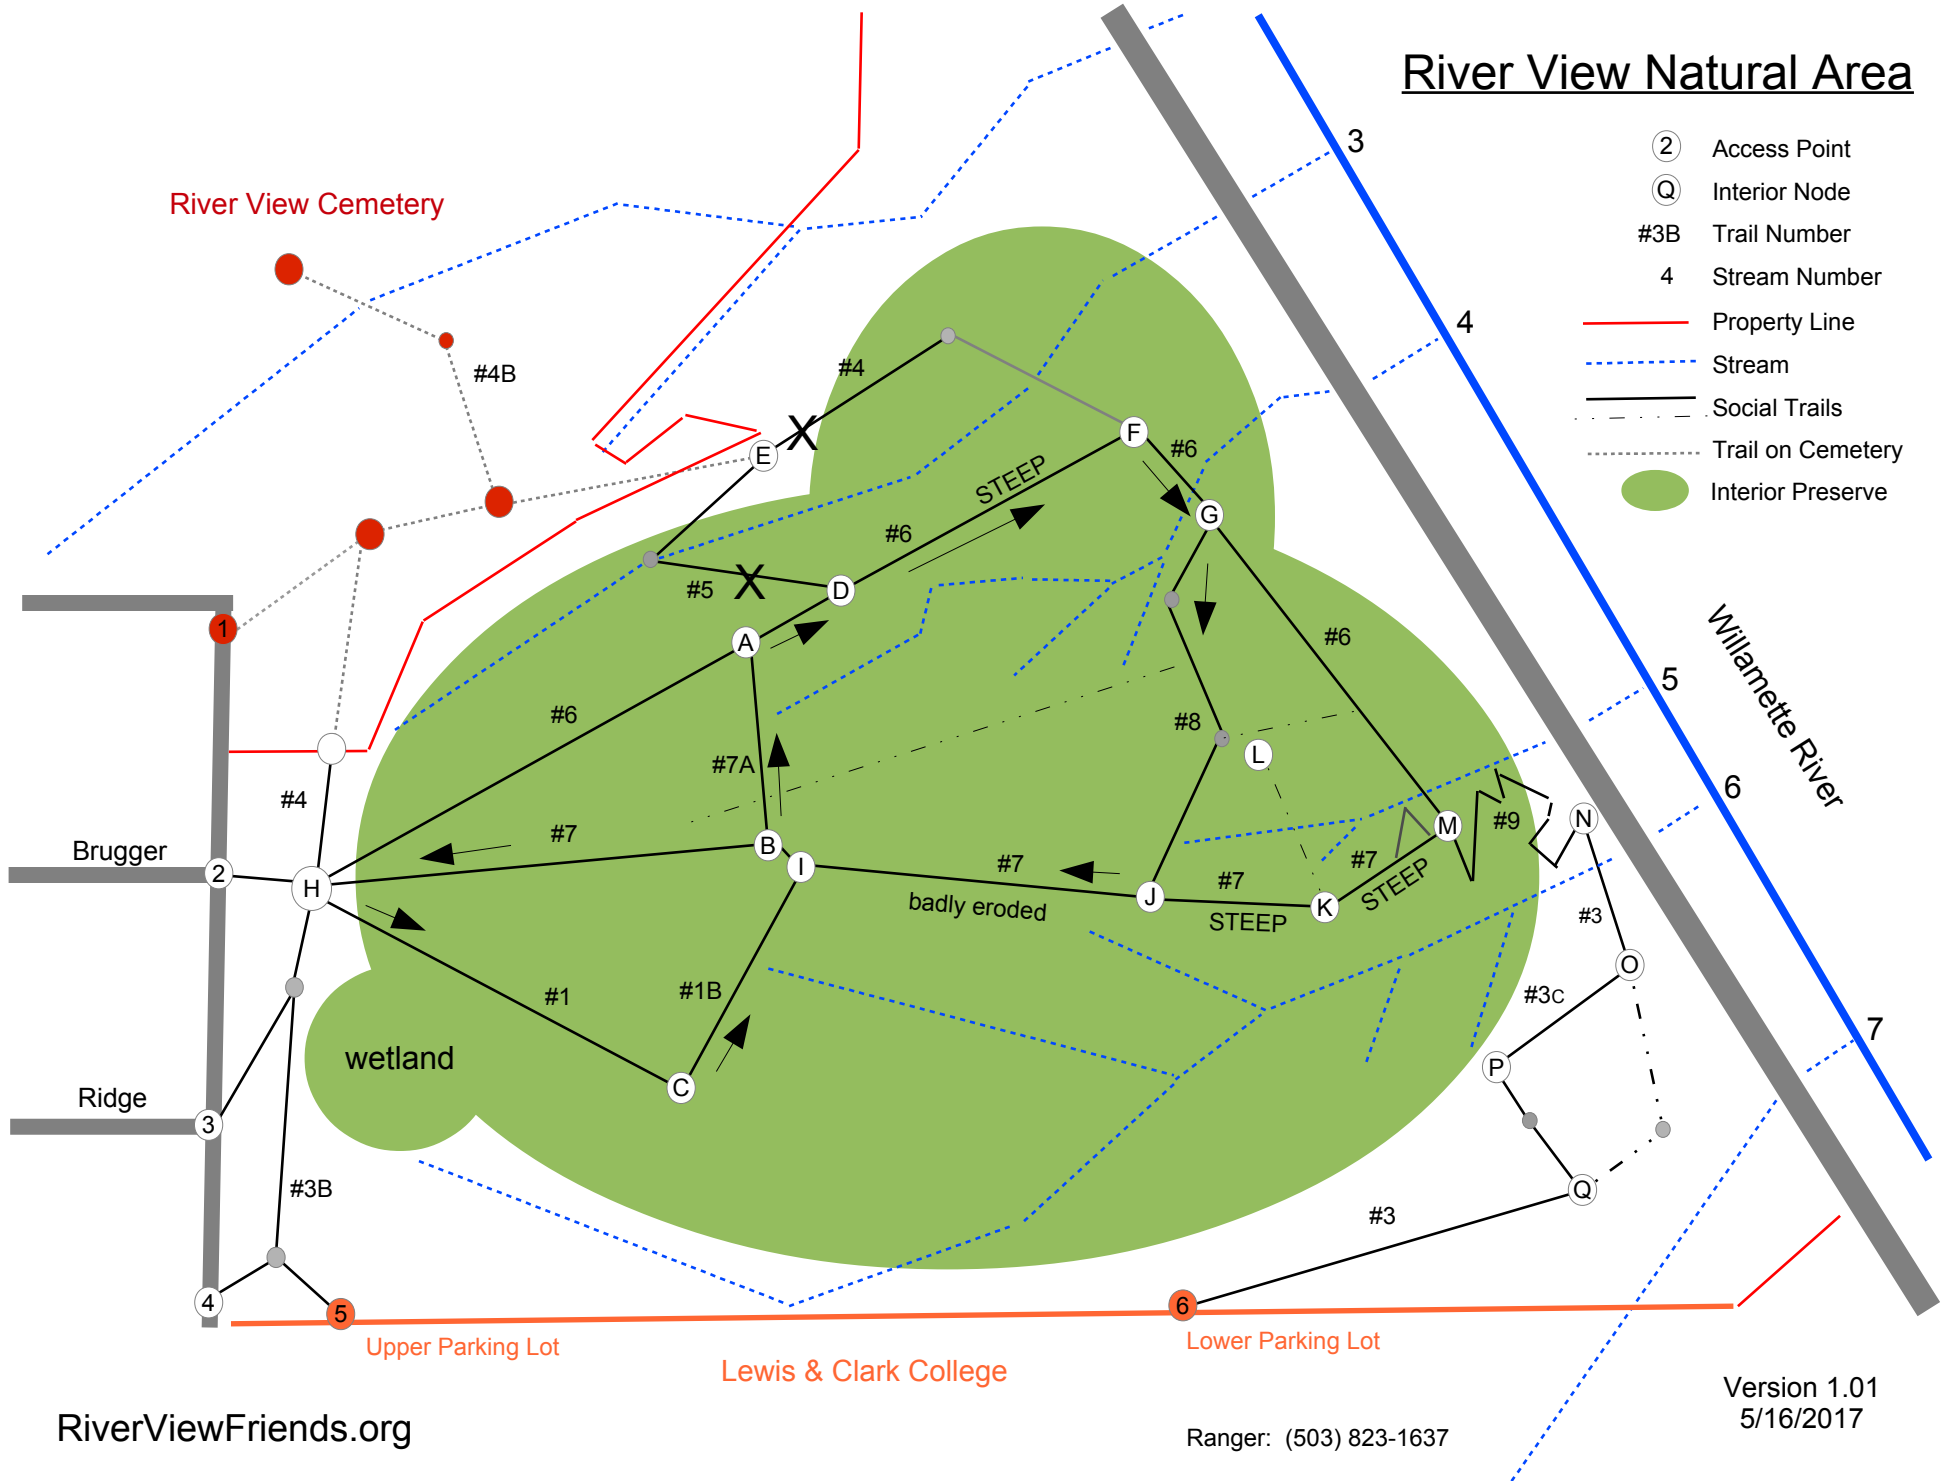 River View Natural Area
2 Access Point
Q Interior Node
#3B Trail Number
4 Stream Number
Property Line
Stream
Social Trails
Trail on Cemetery
Interior Preserve
3
4
5
6
7
Willamette River
River View Cemetery
#4B
#4
E
X
F
STEEP
#6
#6
G
#5
X
D
1
A
#6
#6
#8
L
#7A
#4
#7
Brugger
2
H
B
I
#7
badly eroded
J
#7
STEEP
K
#7
STEEP
M
#9
N
#3
O
#3C
P
Q
#3
#1
#1B
C
wetland
Ridge
3
#3B
4
5
6
Upper Parking Lot
Lower Parking Lot
Lewis & Clark College
RiverViewFriends.org
Ranger: (503) 823-1637
Version 1.01
5/16/2017